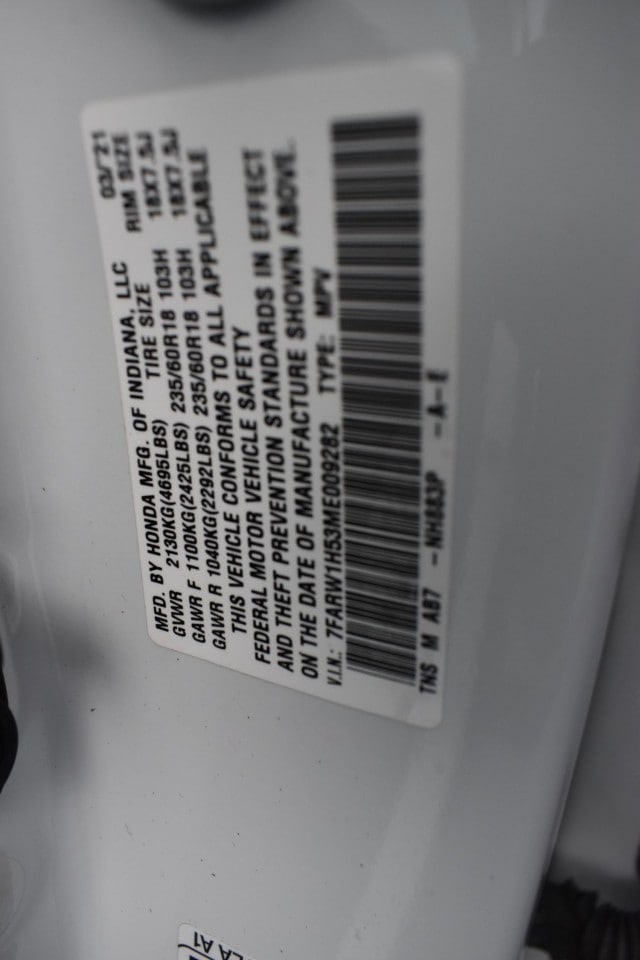 MFD. BY HONDA MFG. OF INDIANA, LLC 03/21
TIRE SIZE RIM SIZE
GVWR 2130KG(4695LBS)
GAWR F 1100KG(2425LBS) 235/60R18 103H 18X7.5J
GAWR R 1040KG(2292LBS) 235/60R18 103H 18X7.5J
THIS VEHICLE CONFORMS TO ALL APPLICABLE
FEDERAL MOTOR VEHICLE SAFETY
AND THEFT PREVENTION STANDARDS IN EFFECT
ON THE DATE OF MANUFACTURE SHOWN ABOVE.
V.I.N.: 7FARW1H53ME009282 TYPE: MPV
TNS M AB7 -NH883P -A-E